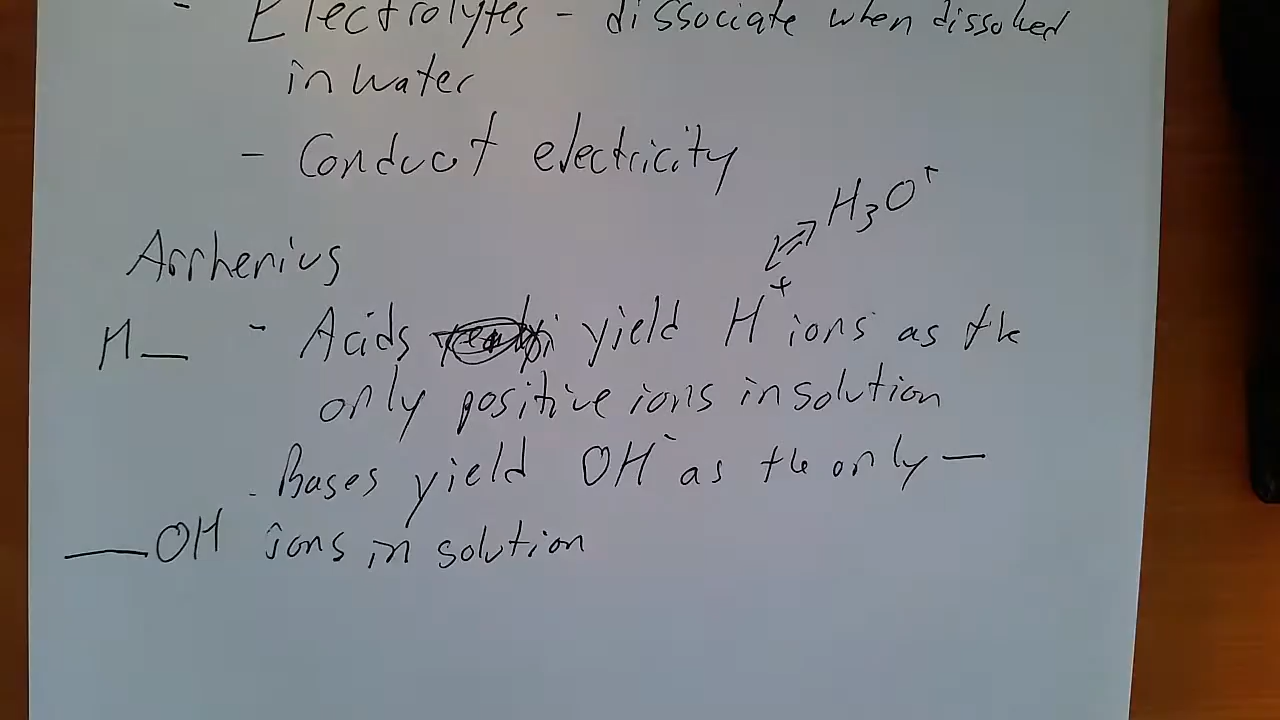 - Electrolytes - dissociate when dissolved
in water
- Conduct electricity
H₃O⁺
Arrhenius
H_ - Acids yield H⁺ ions as the
only positive ions in solution
- Bases yield OH⁻ as the only —
__OH ions in solution